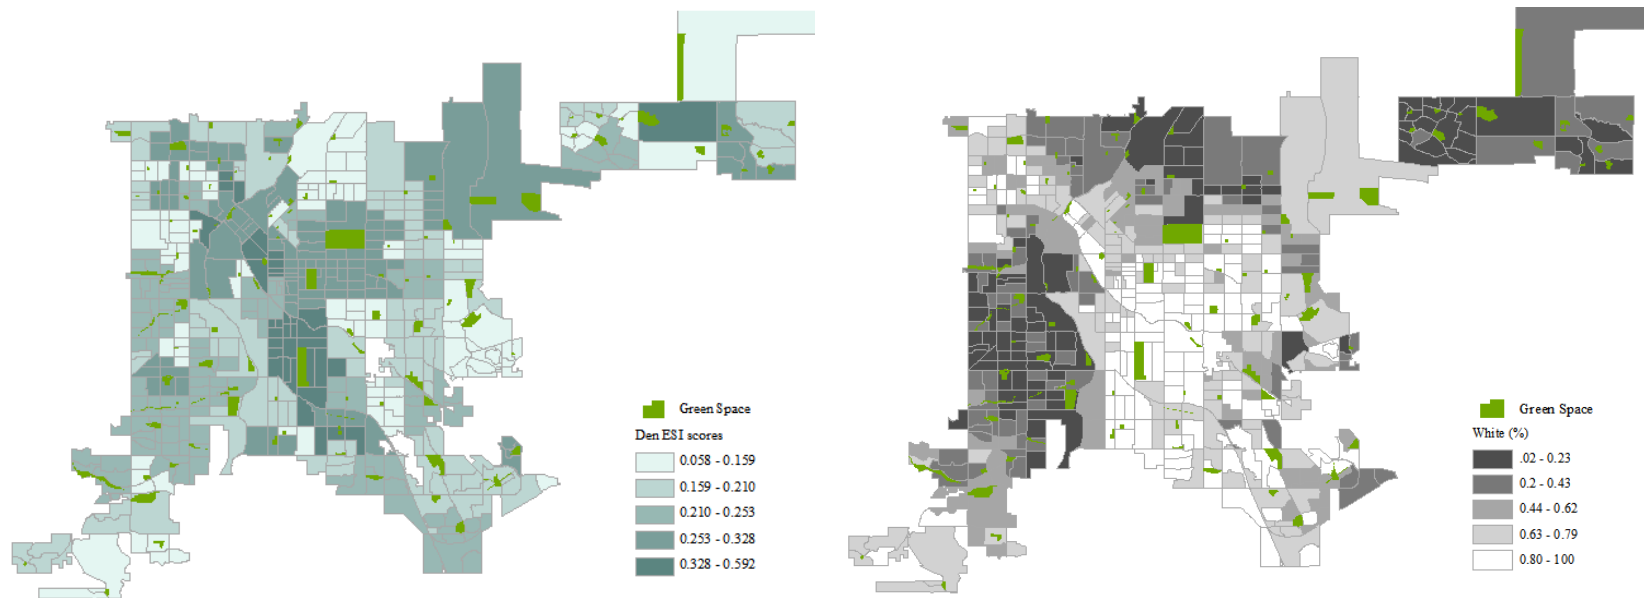 Green Space
Den ESI scores
0.058 - 0.159
0.159 - 0.210
0.210 - 0.253
0.253 - 0.328
0.328 - 0.592
Green Space
White (%)
.02 - 0.23
0.2 - 0.43
0.44 - 0.62
0.63 - 0.79
0.80 - 100